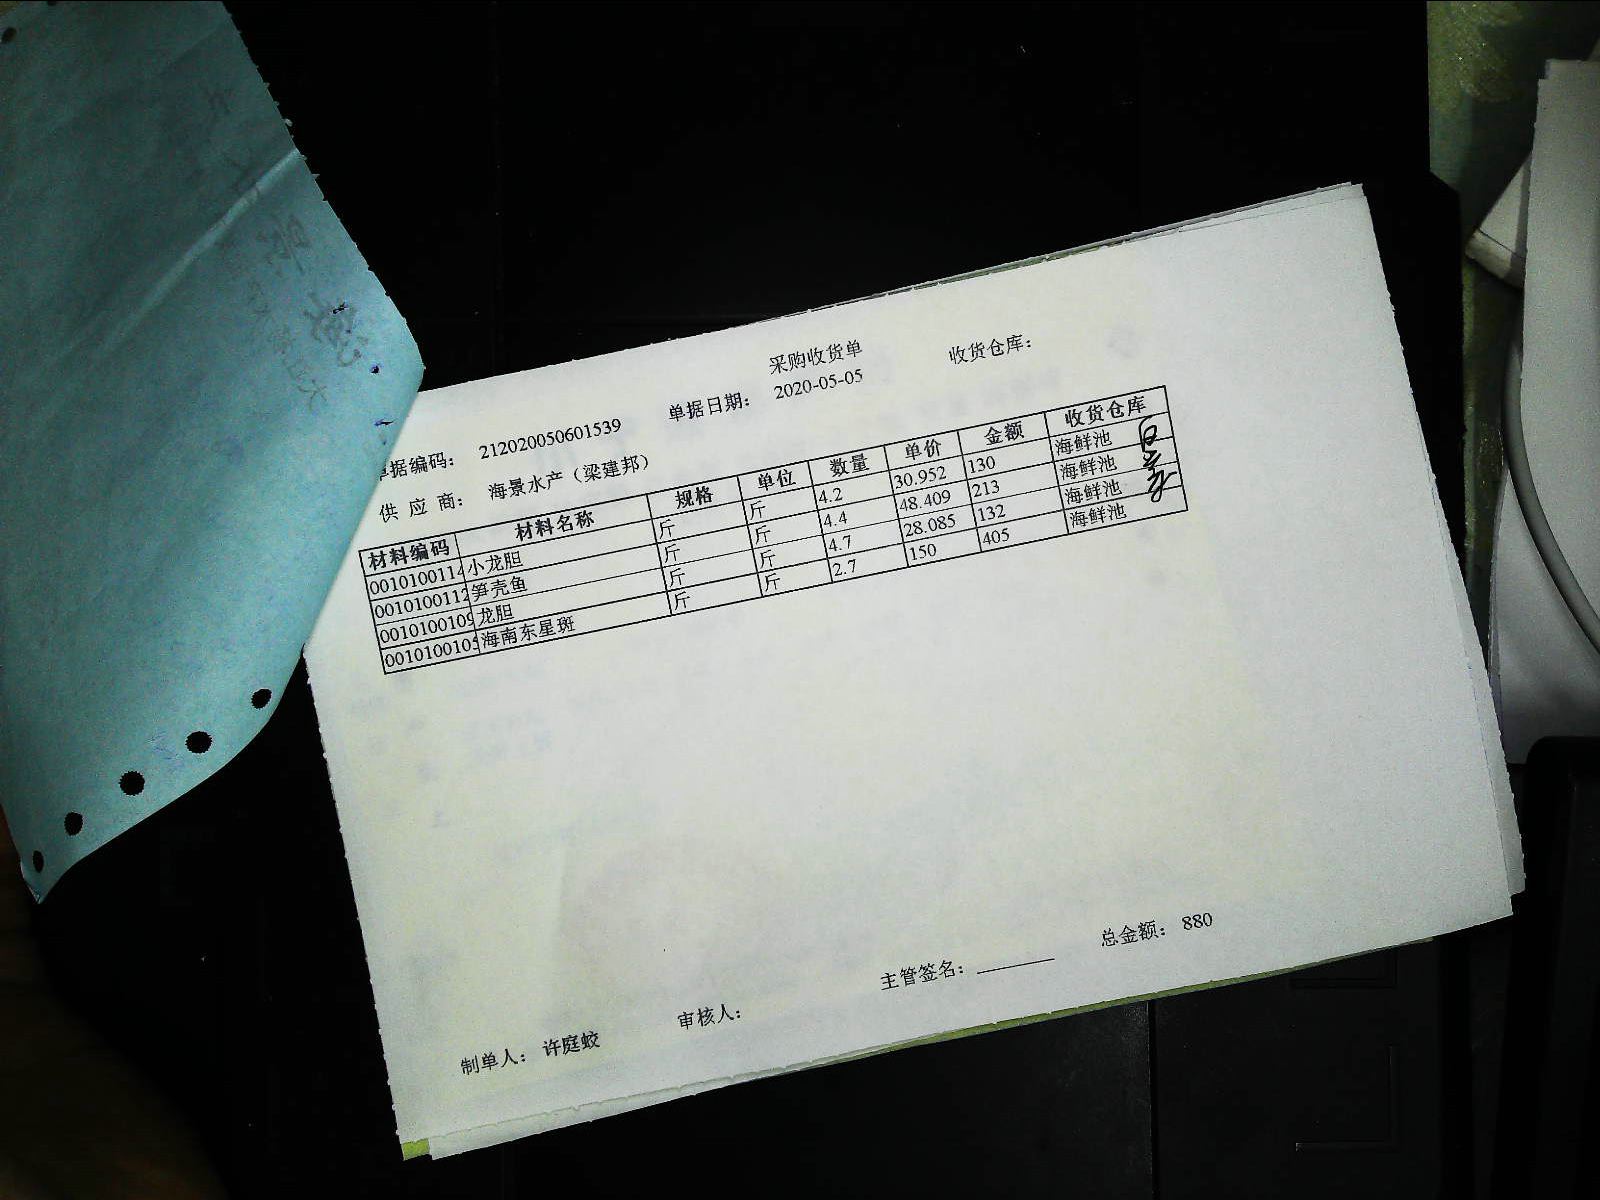 采购收货单
单据编码： 212020050601539 单据日期： 2020-05-05 收货仓库：
供 应 商： 海景水产（梁建邦）
材料编码 材料名称 规格 单位 数量 单价 金额 收货仓库
0010100114 小龙胆 斤 斤 4.2 30.952 130 海鲜池
0010100112 笋壳鱼 斤 斤 4.4 48.409 213 海鲜池
0010100109 龙胆 斤 斤 4.7 28.085 132 海鲜池
0010100105 海南东星斑 斤 斤 2.7 150 405 海鲜池
制单人： 许庭蛟 审核人： 主管签名： 总金额： 880